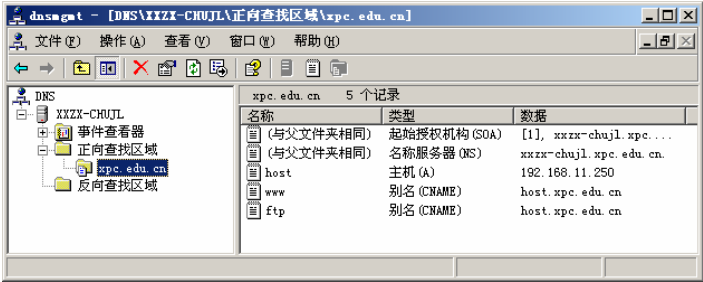 dnsmgmt - [DNS\XXZX-CHUJL\正向查找区域\xpc.edu.cn]
文件(F) 操作(A) 查看(V) 窗口(W) 帮助(H)
DNS
XXZX-CHUJL
事件查看器
正向查找区域
xpc.edu.cn
反向查找区域
xpc.edu.cn 5 个记录
名称 类型 数据
(与父文件夹相同) 起始授权机构(SOA) [1], xxzx-chujl.xpc....
(与父文件夹相同) 名称服务器(NS) xxzx-chujl.xpc.edu.cn.
host 主机(A) 192.168.11.250
www 别名(CNAME) host.xpc.edu.cn
ftp 别名(CNAME) host.xpc.edu.cn